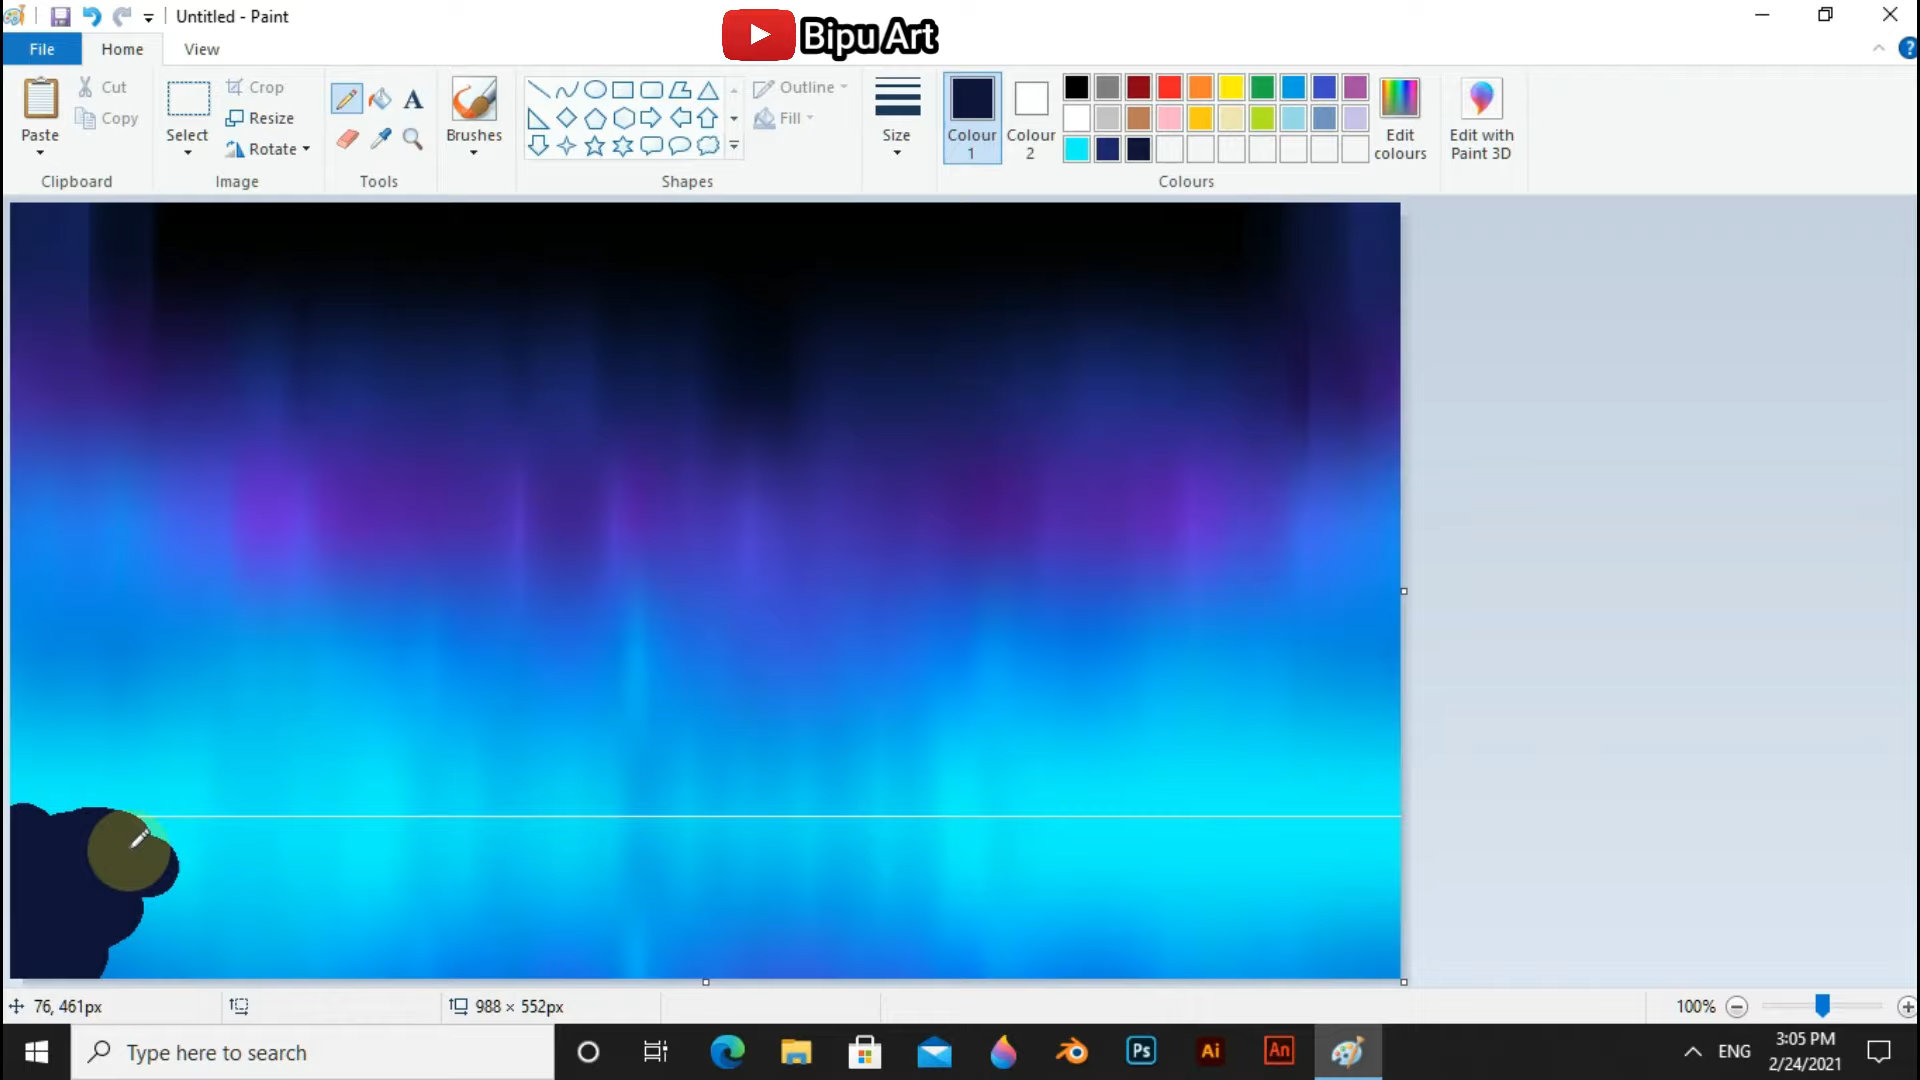 Untitled - Paint
Bipu Art
File
Home
View
Paste
Cut
Copy
Clipboard
Select
Crop
Resize
Rotate
Image
A
Tools
Brushes
Outline
Fill
Shapes
Size
Colour
1
Colour
2
Edit
colours
Colours
Edit with
Paint 3D
?
76, 461px
988 × 552px
100%
Type here to search
Ps
Ai
An
ENG
3:05 PM
2/24/2021